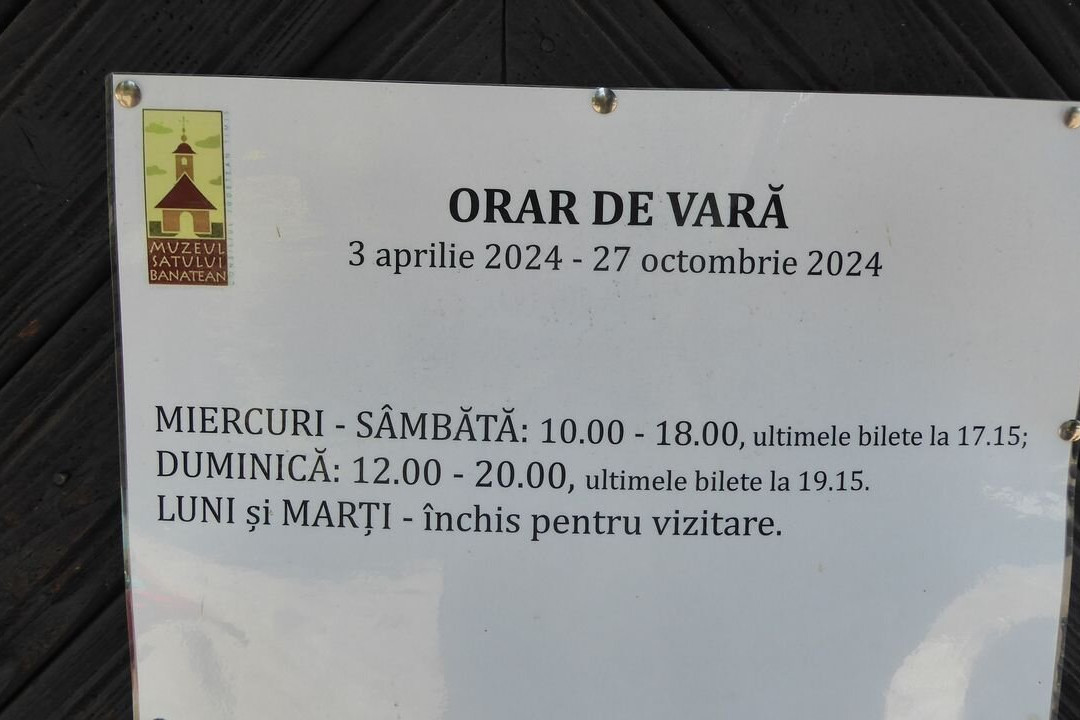 MUZEUL
SATULUI
BANATEAN
ORAR DE VARĂ
3 aprilie 2024 - 27 octombrie 2024
MIERCURI - SÂMBĂTĂ: 10.00 - 18.00, ultimele bilete la 17.15;
DUMINICĂ: 12.00 - 20.00, ultimele bilete la 19.15.
LUNI și MARȚI - închis pentru vizitare.